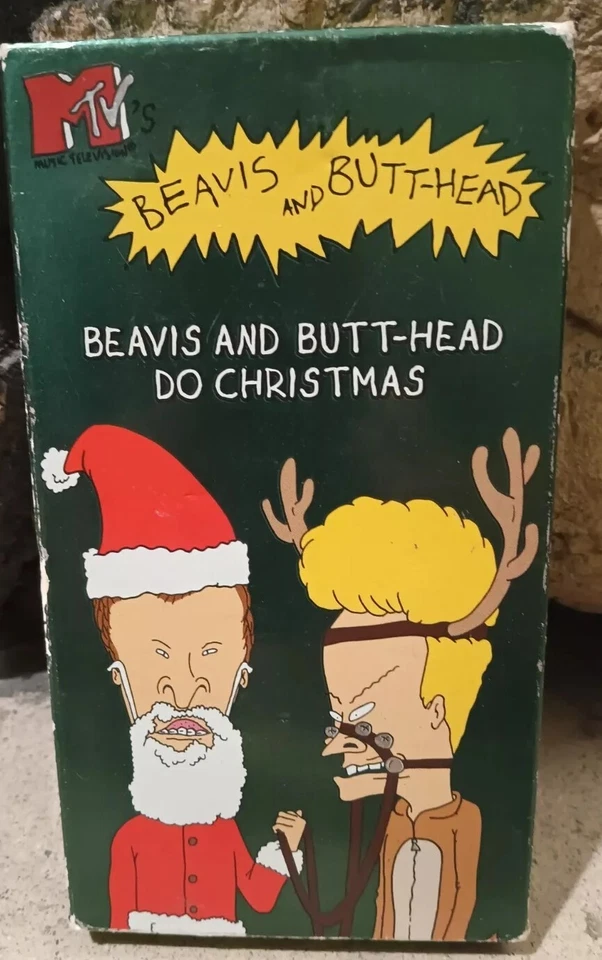 MTV's
MUSIC TELEVISION®
BEAVIS AND BUTT-HEAD
BEAVIS AND BUTT-HEAD
DO CHRISTMAS